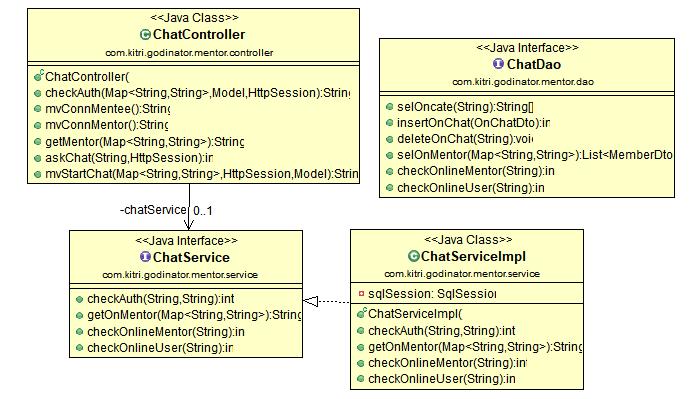 <<Java Class>>
ChatController
com.kitri.godinator.mentor.controller
ChatController(
checkAuth(Map<String,String>,Model,HttpSession):String
mvConnMentee():String
mvConnMentor():String
getMentor(Map<String,String>):String
askChat(String,HttpSession):in
mvStartChat(Map<String,String>,HttpSession,Model):String
<<Java Interface>>
ChatDao
com.kitri.godinator.mentor.dao
selOncate(String):String[]
insertOnChat(OnChatDto):in
deleteOnChat(String):void
selOnMentor(Map<String,String>):List<MemberDto
checkOnlineMentor(String):in
checkOnlineUser(String):in
-chatService 0..1
<<Java Interface>>
ChatService
com.kitri.godinator.mentor.service
checkAuth(String,String):int
getOnMentor(Map<String,String>):String
checkOnlineMentor(String):in
checkOnlineUser(String):in
<<Java Class>>
ChatServiceImpl
com.kitri.godinator.mentor.service
sqlSession: SqlSession
ChatServiceImpl(
checkAuth(String,String):int
getOnMentor(Map<String,String>):String
checkOnlineMentor(String):int
checkOnlineUser(String):in